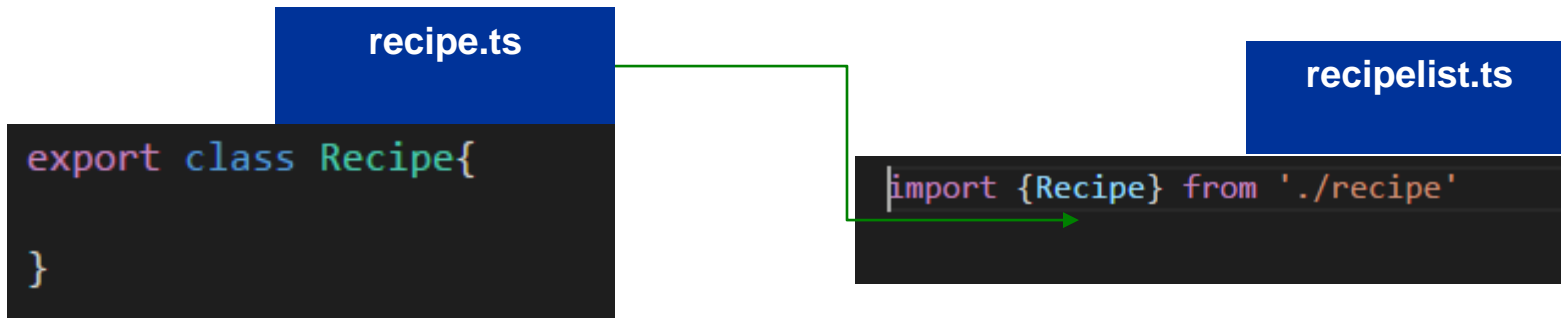 recipe.ts
export class Recipe{
}
recipelist.ts
import {Recipe} from './recipe'